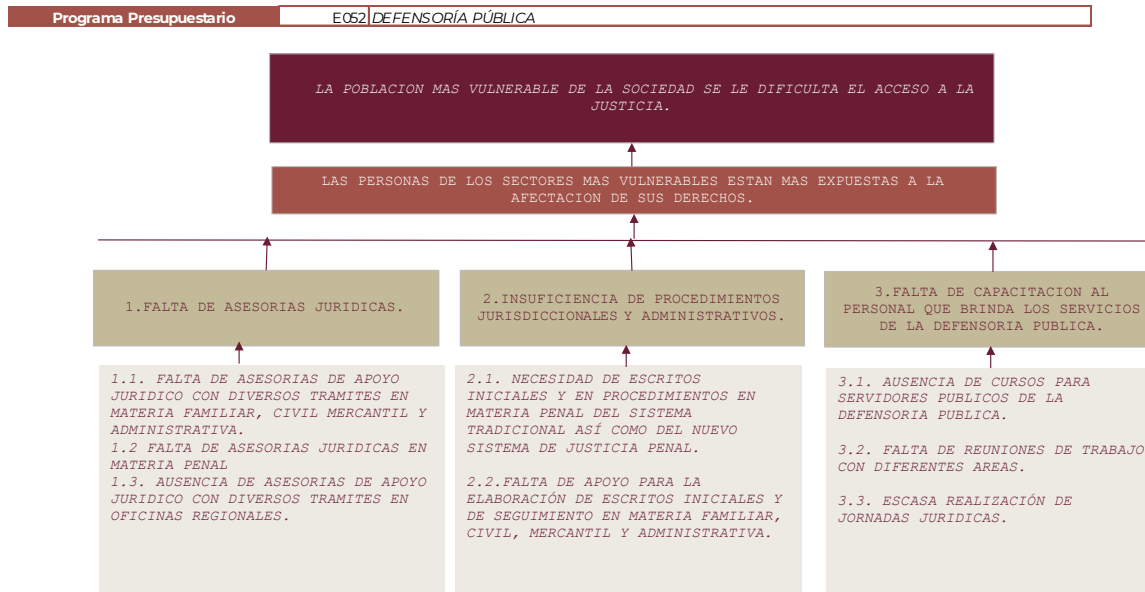 Programa Presupuestario E052 DEFENSORÍA PÚBLICA
LA POBLACION MAS VULNERABLE DE LA SOCIEDAD SE LE DIFICULTA EL ACCESO A LA
JUSTICIA.
LAS PERSONAS DE LOS SECTORES MAS VULNERABLES ESTAN MAS EXPUESTAS A LA
AFECTACION DE SUS DERECHOS.
1.FALTA DE ASESORIAS JURIDICAS.
1.1. FALTA DE ASESORIAS DE APOYO
JURIDICO CON DIVERSOS TRAMITES EN
MATERIA FAMILIAR, CIVIL MERCANTIL Y
ADMINISTRATIVA.
1.2 FALTA DE ASESORIAS JURIDICAS EN
MATERIA PENAL
1.3. AUSENCIA DE ASESORIAS DE APOYO
JURIDICO CON DIVERSOS TRAMITES EN
OFICINAS REGIONALES.
2.INSUFICIENCIA DE PROCEDIMIENTOS
JURISDICCIONALES Y ADMINISTRATIVOS.
2.1. NECESIDAD DE ESCRITOS
INICIALES Y EN PROCEDIMIENTOS EN
MATERIA PENAL DEL SISTEMA
TRADICIONAL ASÍ COMO DEL NUEVO
SISTEMA DE JUSTICIA PENAL.
2.2.FALTA DE APOYO PARA LA
ELABORACIÓN DE ESCRITOS INICIALES Y
DE SEGUIMIENTO EN MATERIA FAMILIAR,
CIVIL, MERCANTIL Y ADMINISTRATIVA.
3.FALTA DE CAPACITACION AL
PERSONAL QUE BRINDA LOS SERVICIOS
DE LA DEFENSORIA PUBLICA.
3.1. AUSENCIA DE CURSOS PARA
SERVIDORES PUBLICOS DE LA
DEFENSORIA PUBLICA.
3.2. FALTA DE REUNIONES DE TRABAJO
CON DIFERENTES AREAS.
3.3. ESCASA REALIZACIÓN DE
JORNADAS JURIDICAS.